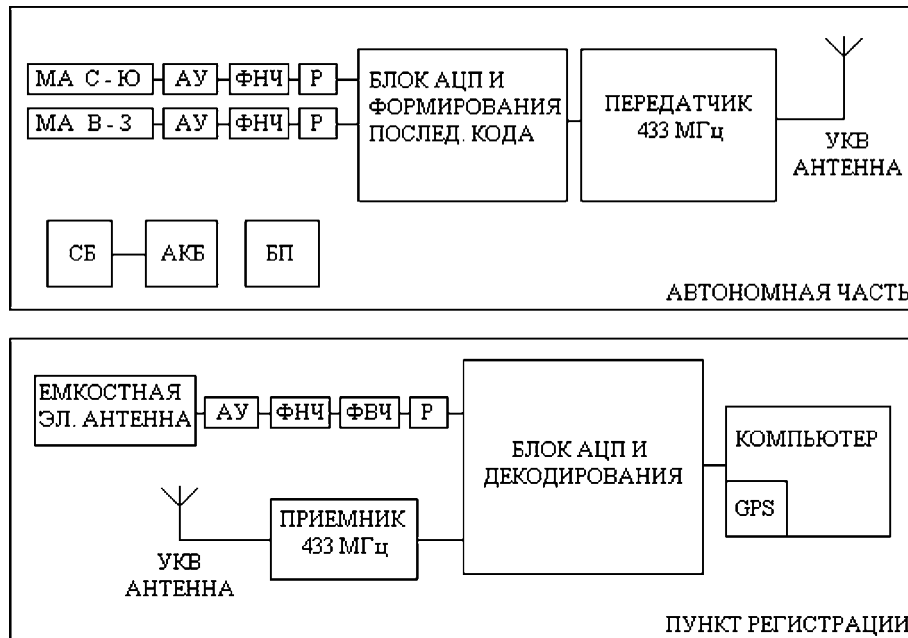 МА С - Ю АУ ФНЧ Р
МА В - З АУ ФНЧ Р
БЛОК АЦП И
ФОРМИРОВАНИЯ
ПОСЛЕД. КОДА
ПЕРЕДАТЧИК
433 МГц
УКВ
АНТЕННА
СБ АКБ БП
АВТОНОМНАЯ ЧАСТЬ
ЕМКОСТНАЯ
ЭЛ. АНТЕННА
АУ ФНЧ ФВЧ Р
БЛОК АЦП И
ДЕКОДИРОВАНИЯ
КОМПЬЮТЕР
GPS
ПРИЕМНИК
433 МГц
УКВ
АНТЕННА
ПУНКТ РЕГИСТРАЦИИ